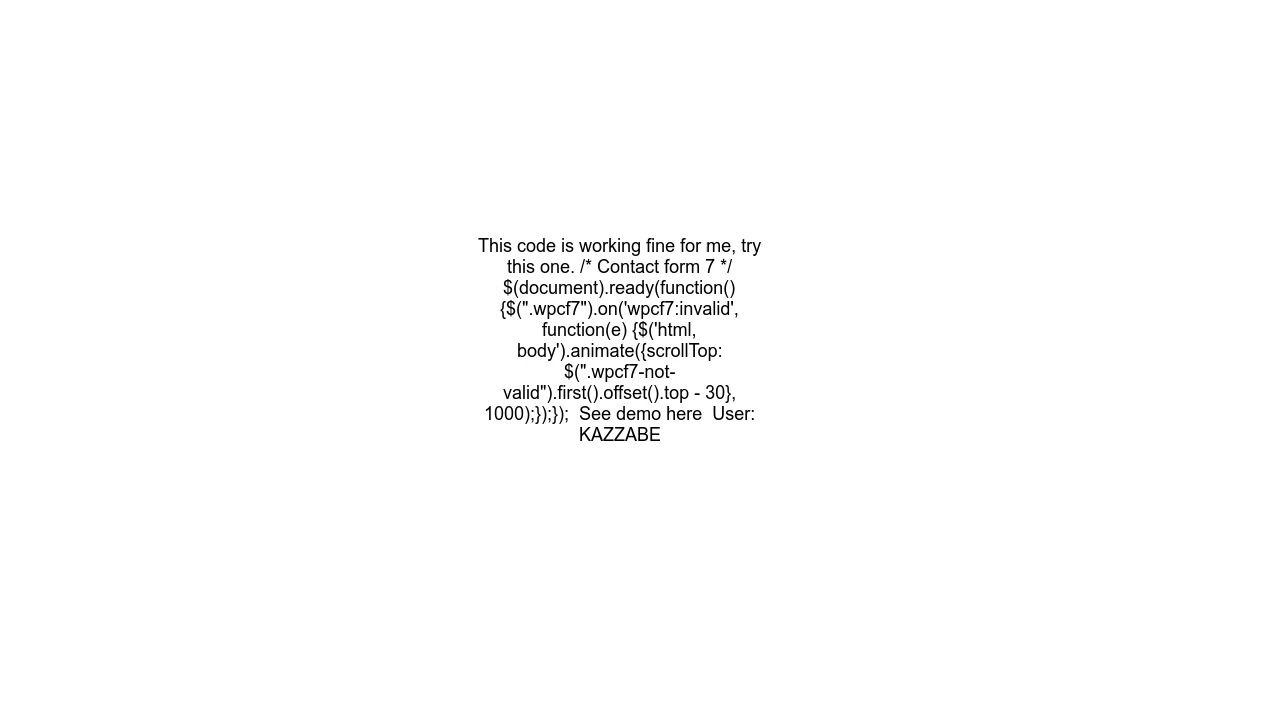 This code is working fine for me, try
this one. /* Contact form 7 */
$(document).ready(function()
{$(".wpcf7").on('wpcf7:invalid',
function(e) {$('html,
body').animate({scrollTop:
$(".wpcf7-not-
valid").first().offset().top - 30},
1000);});});  See demo here  User:
KAZZABE